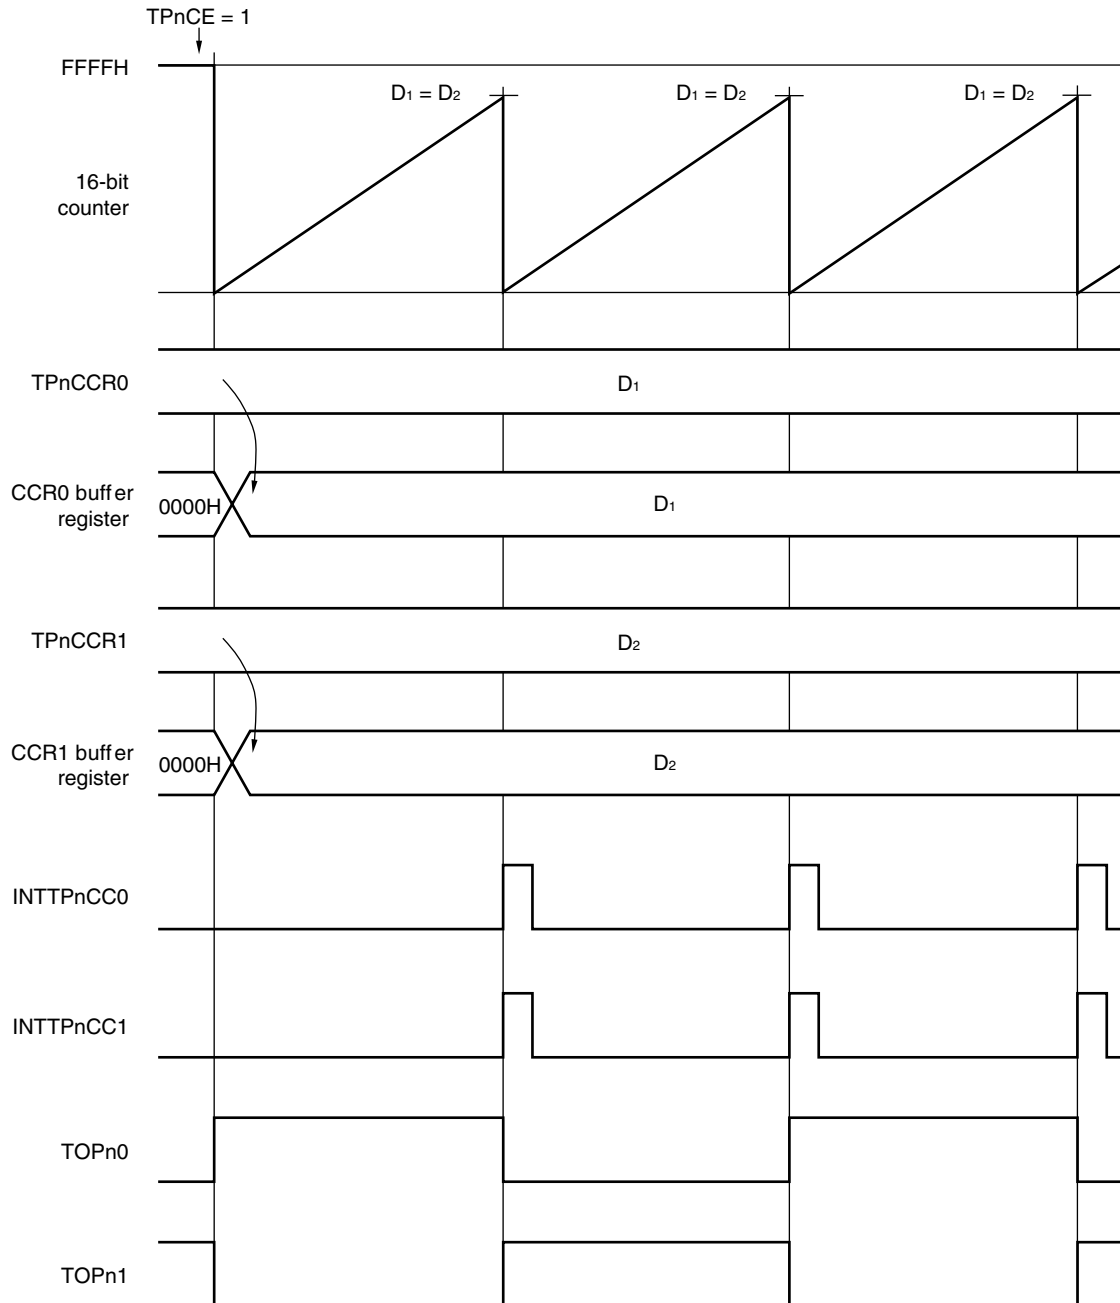 TPnCE = 1
FFFFH
D1 = D2 D1 = D2 D1 = D2
16-bit
counter
TPnCCR0
D1
CCR0 buffer
register
0000H
D1
TPnCCR1
D2
CCR1 buffer
register
0000H
D2
INTTPnCC0
INTTPnCC1
TOPn0
TOPn1